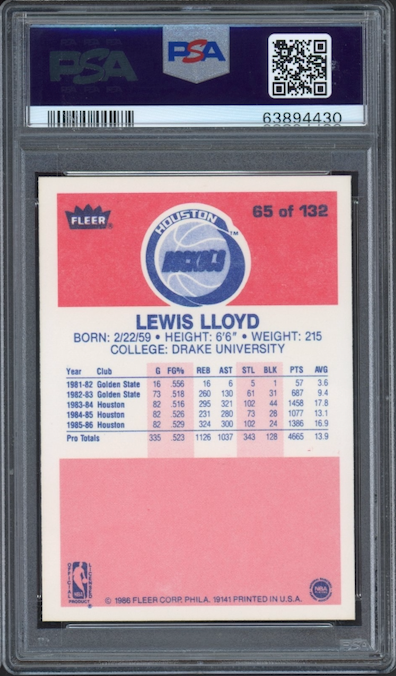 PSA
PSA
63894430
FLEER
HOUSTON
ROCKETS
TM
65 of 132
LEWIS LLOYD
BORN: 2/22/59 • HEIGHT: 6'6" • WEIGHT: 215
COLLEGE: DRAKE UNIVERSITY
Year Club G FG% REB AST STL BLK PTS AVG
1981-82 Golden State 16 .556 16 6 5 1 57 3.6
1982-83 Golden State 73 .518 260 130 61 31 687 9.4
1983-84 Houston 82 .516 295 321 102 44 1458 17.8
1984-85 Houston 82 .526 231 280 73 28 1077 13.1
1985-86 Houston 82 .529 324 300 102 24 1386 16.9
Pro Totals 335 .523 1126 1037 343 128 4665 13.9
NBA
PRODUCT
NBA
© 1986 FLEER CORP. PHILA. 19141 PRINTED IN U.S.A.